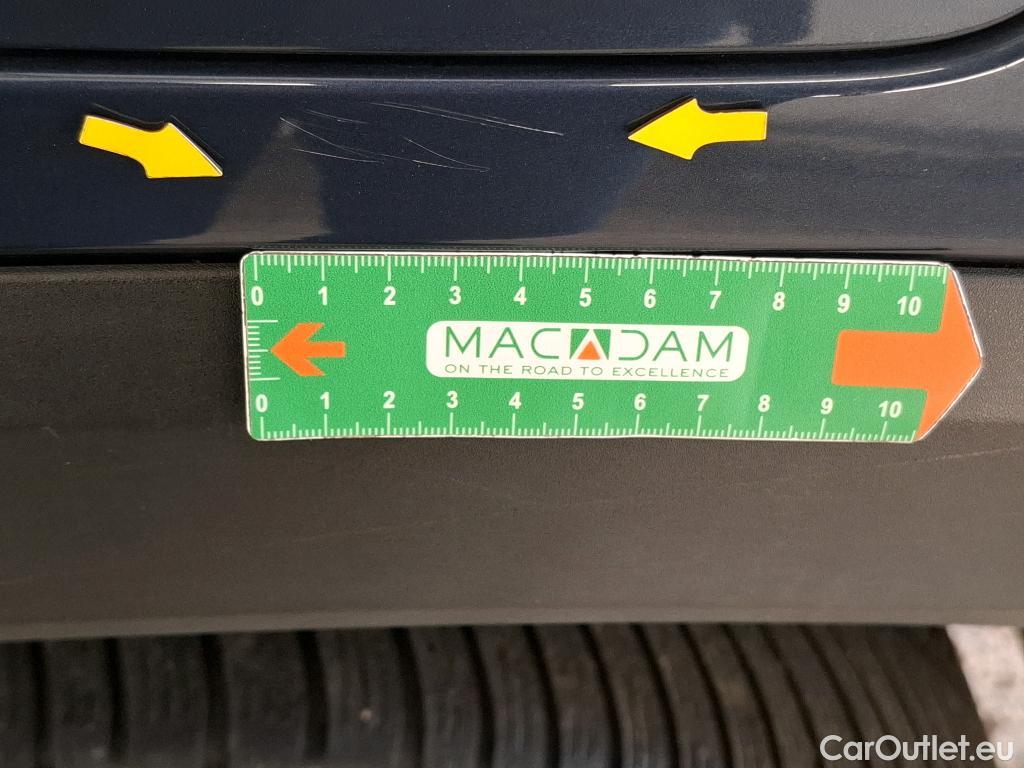 0 1 2 3 4 5 6 7 8 9 10
MACADAM
ON THE ROAD TO EXCELLENCE
0 1 2 3 4 5 6 7 8 9 10
CarOutlet.eu